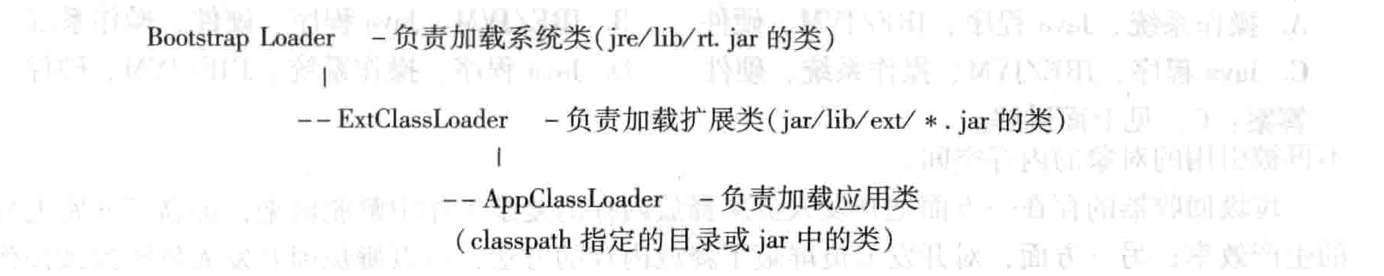 Bootstrap Loader －负责加载系统类(jre/lib/rt. jar 的类)
|
－－ExtClassLoader －负责加载扩展类(jar/lib/ext/ *. jar 的类)
|
－－AppClassLoader －负责加载应用类
(classpath 指定的目录或 jar 中的类)